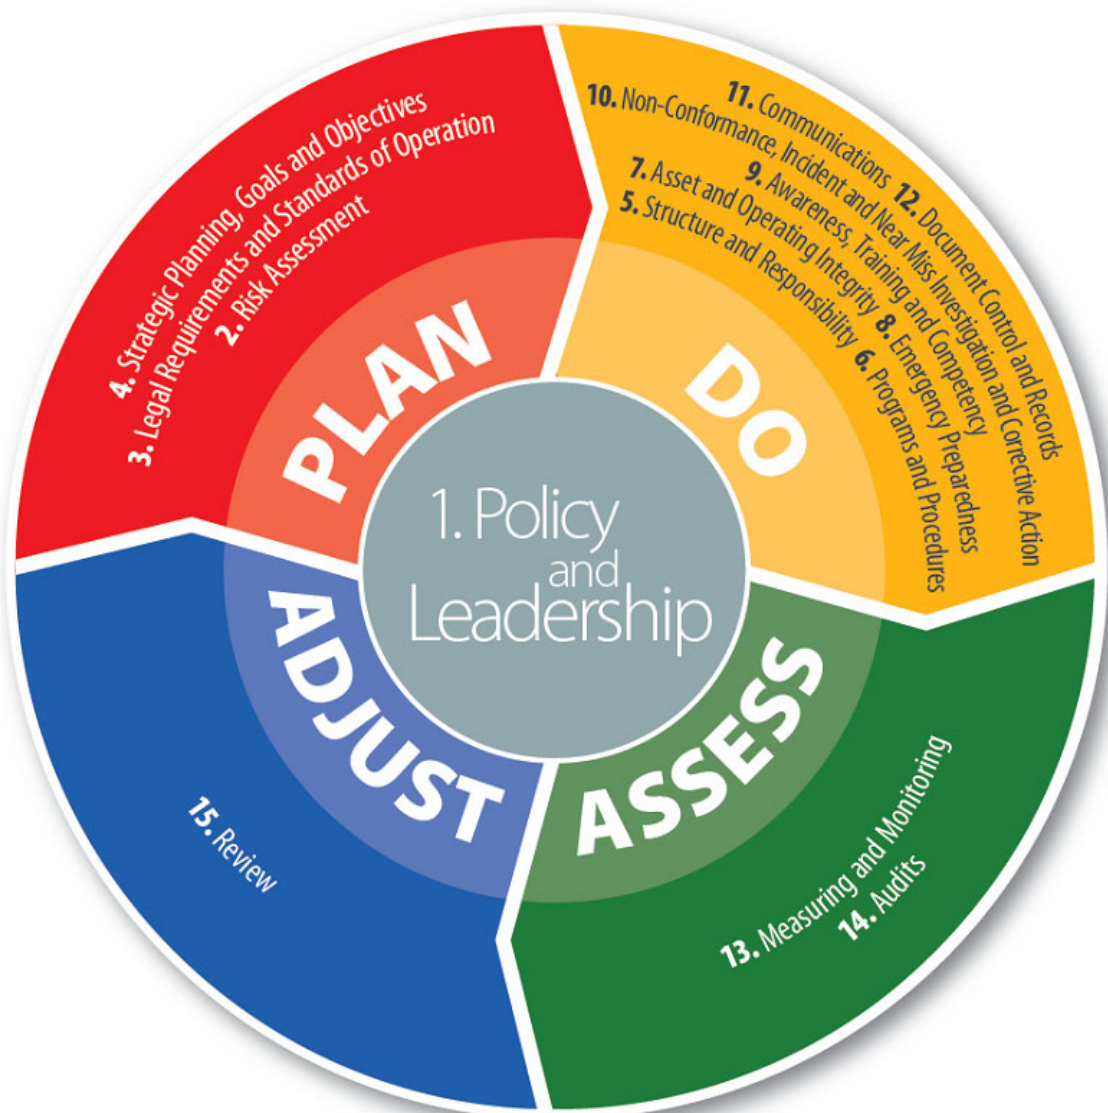 1. Policy
and
Leadership
PLAN
4. Strategic Planning, Goals and Objectives
3. Legal Requirements and Standards of Operation
2. Risk Assessment
DO
11. Communications 12. Document Control and Records
10. Non-Conformance, Incident and Near Miss Investigation and Corrective Action
9. Awareness, Training and Competency
7. Asset and Operating Integrity 8. Emergency Preparedness
5. Structure and Responsibility 6. Programs and Procedures
ASSESS
13. Measuring and Monitoring
14. Audits
ADJUST
15. Review